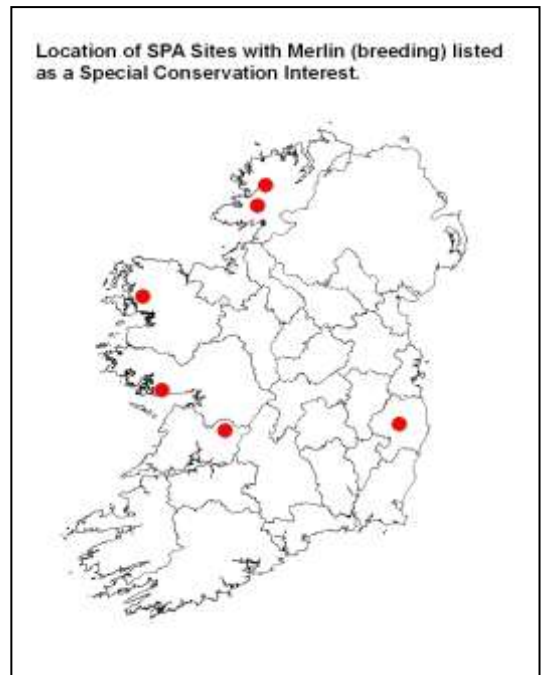 Location of SPA Sites with Merlin (breeding) listed
as a Special Conservation Interest.